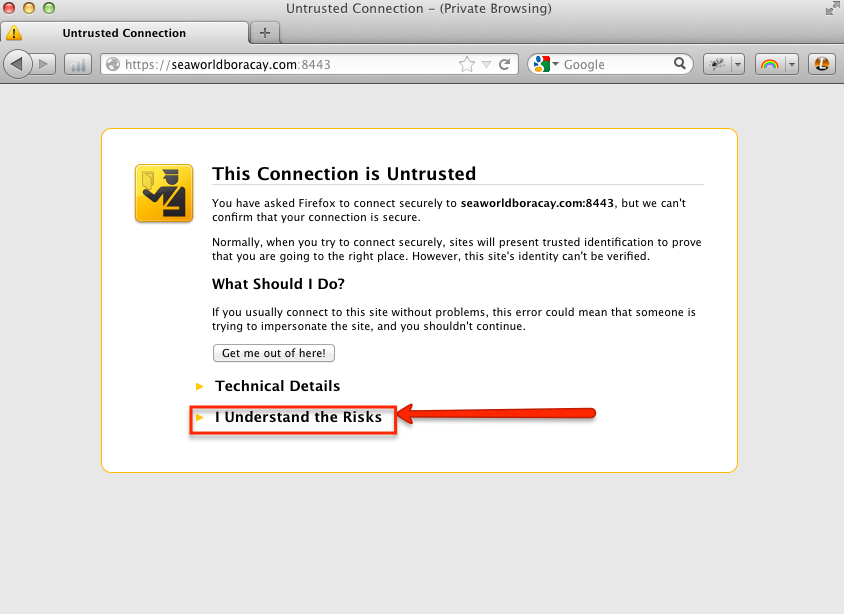 Untrusted Connection – (Private Browsing)
Untrusted Connection
https://seaworldboracay.com:8443
Google
This Connection is Untrusted
You have asked Firefox to connect securely to seaworldboracay.com:8443, but we can't
confirm that your connection is secure.
Normally, when you try to connect securely, sites will present trusted identification to prove
that you are going to the right place. However, this site's identity can't be verified.
What Should I Do?
If you usually connect to this site without problems, this error could mean that someone is
trying to impersonate the site, and you shouldn't continue.
Get me out of here!
Technical Details
I Understand the Risks